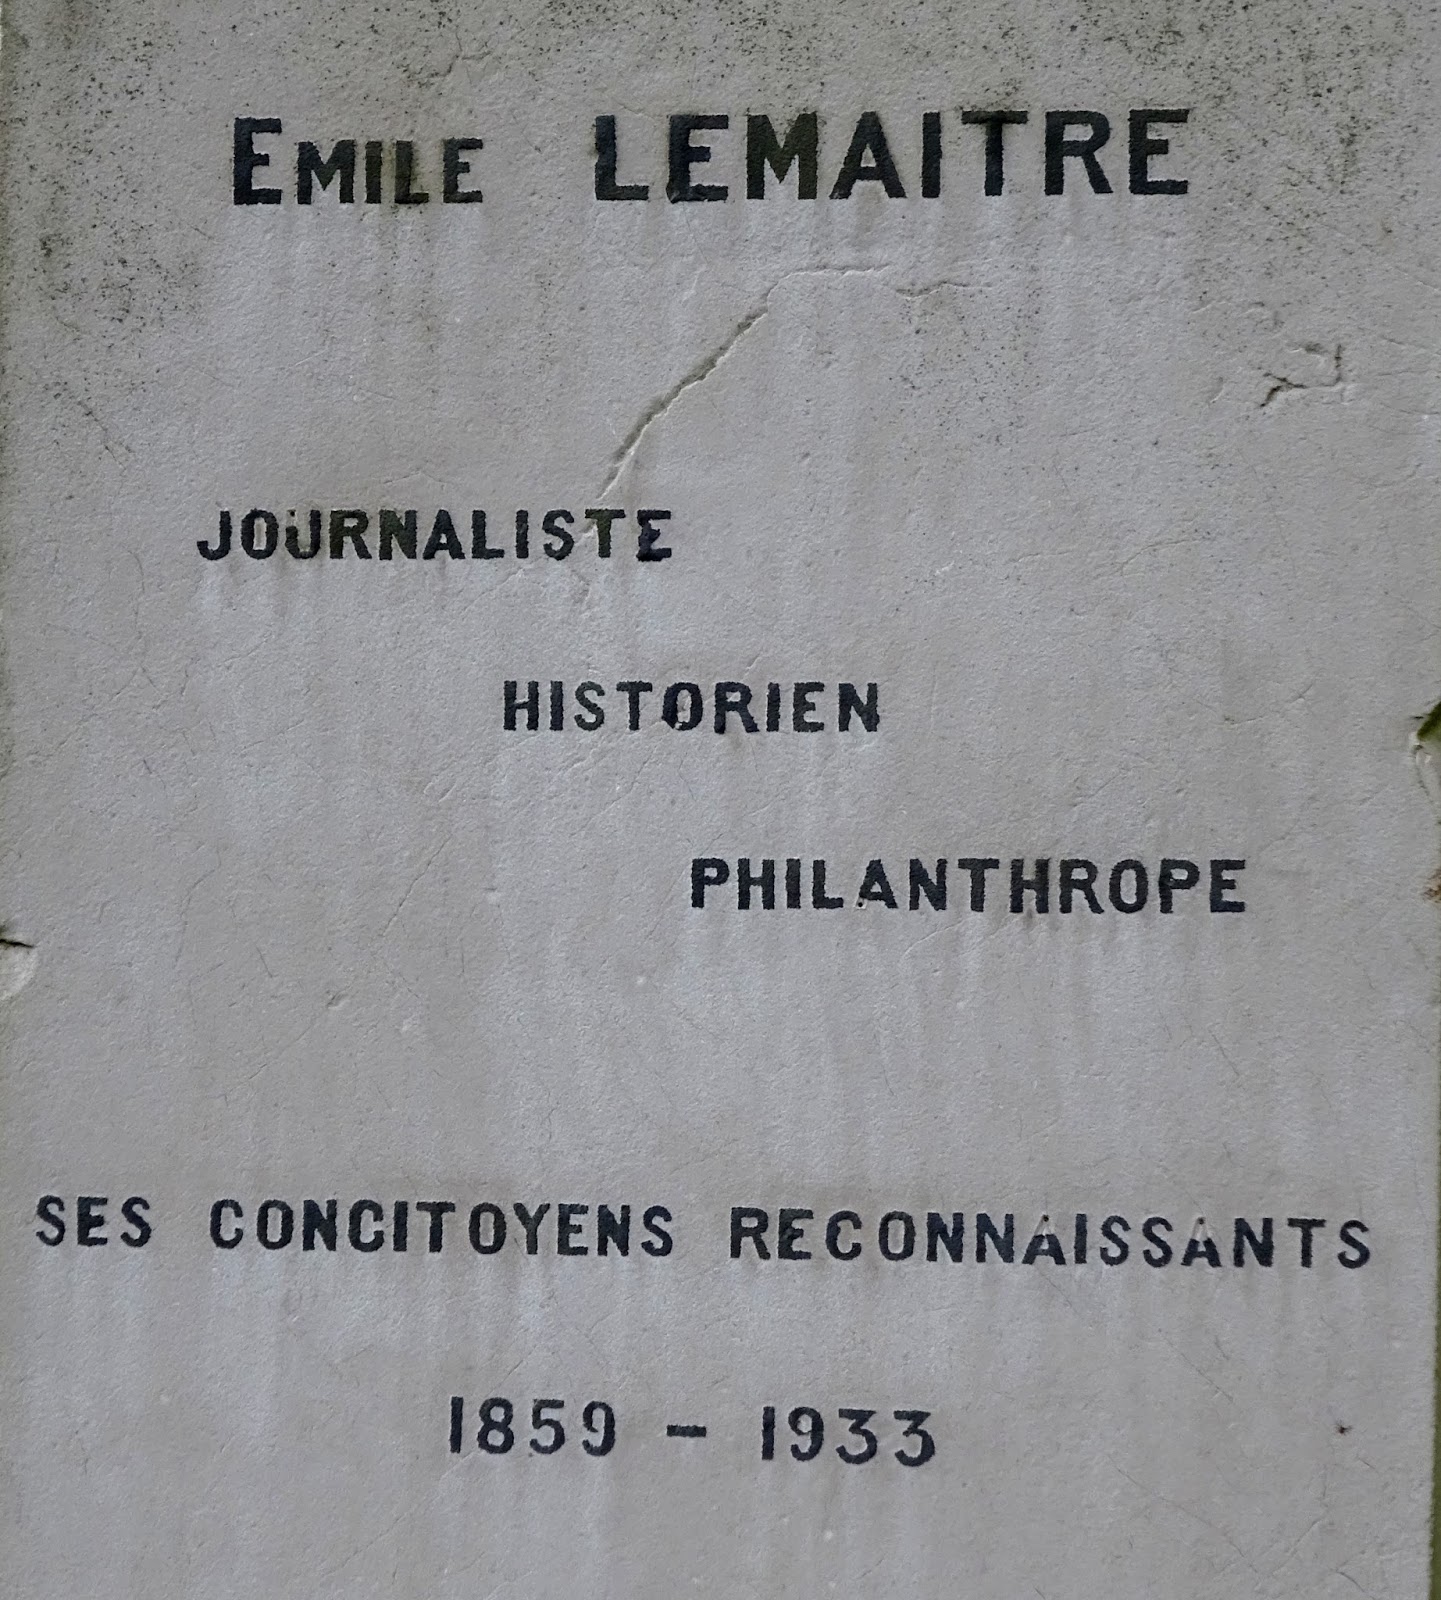 EMILE LEMAITRE
JOURNALISTE
HISTORIEN
PHILANTHROPE
SES CONCITOYENS RECONNAISSANTS
1859 - 1933